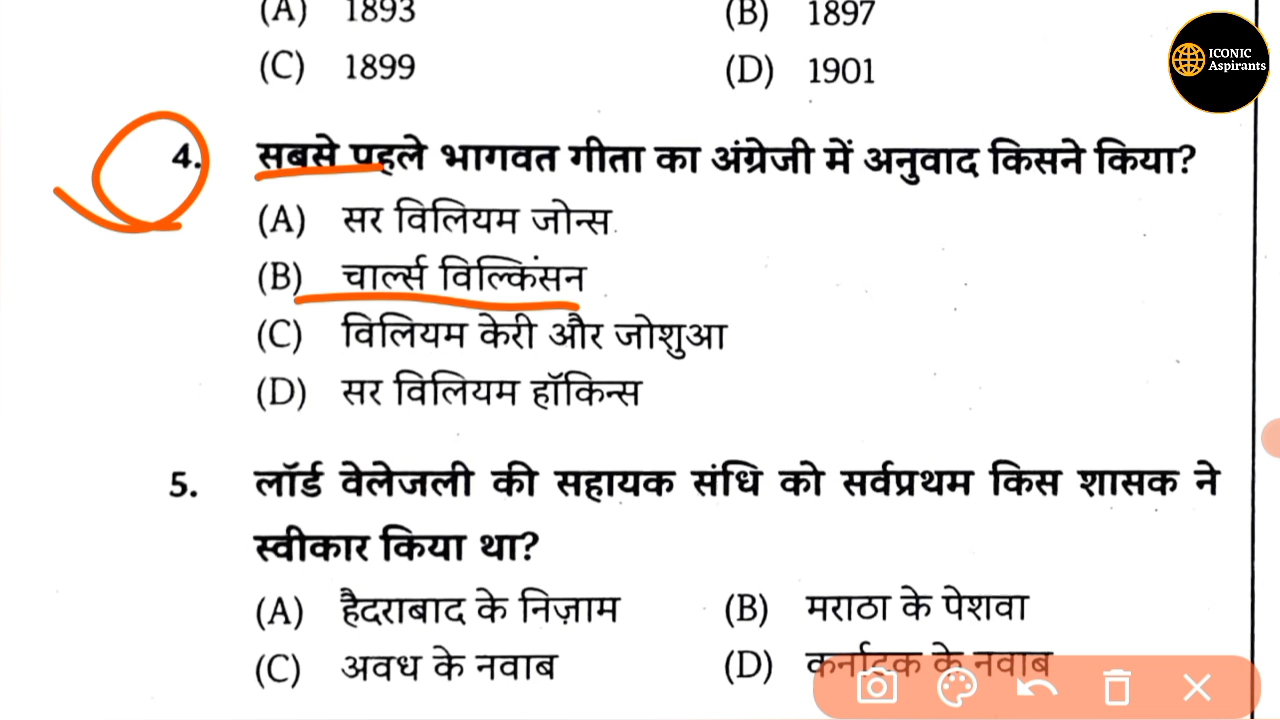 (A) 1893 (B) 1897
ICONIC
Aspirants
(C) 1899 (D) 1901
4. सबसे पहले भागवत गीता का अंग्रेजी में अनुवाद किसने किया?
(A) सर विलियम जोन्स
(B) चार्ल्स विल्किंसन
(C) विलियम केरी और जोशुआ
(D) सर विलियम हॉकिन्स
5. लॉर्ड वेलेजली की सहायक संधि को सर्वप्रथम किस शासक ने
स्वीकार किया था?
(A) हैदराबाद के निज़ाम (B) मराठा के पेशवा
(C) अवध के नवाब (D) कर्नाटक के नवाब